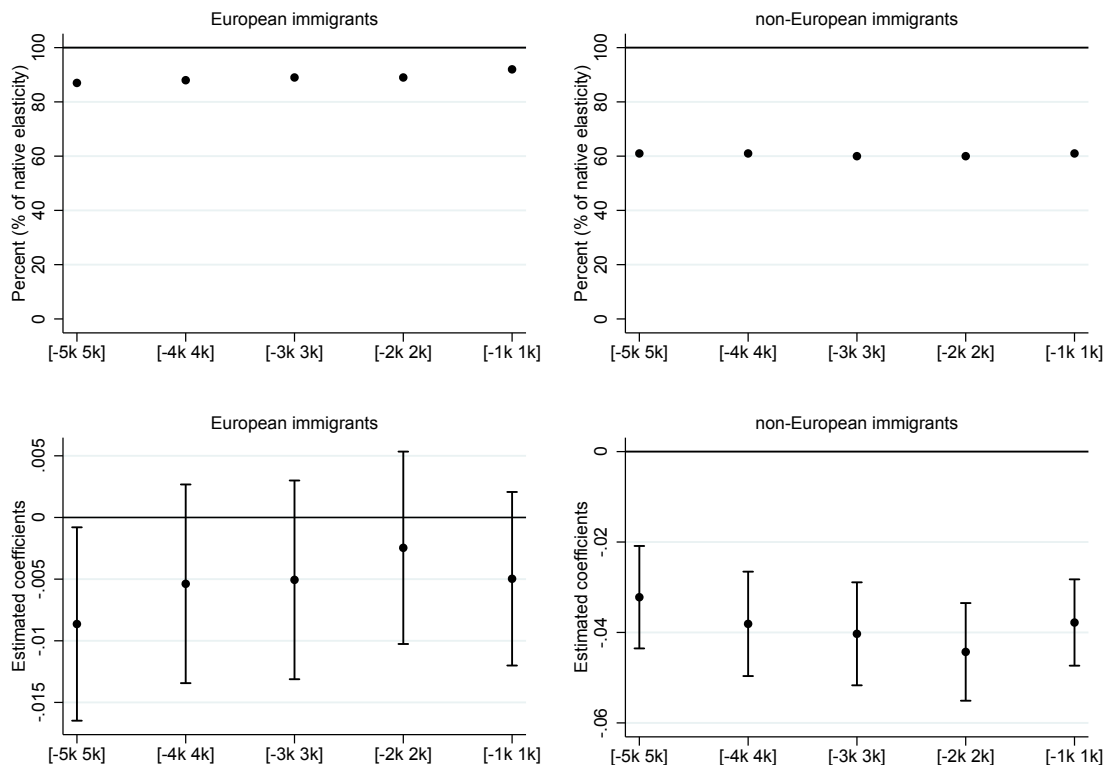 European immigrants
Percent (% of native elasticity)
100
80
60
40
20
0
[-5k 5k] [-4k 4k] [-3k 3k] [-2k 2k] [-1k 1k]
non-European immigrants
Percent (% of native elasticity)
100
80
60
40
20
0
[-5k 5k] [-4k 4k] [-3k 3k] [-2k 2k] [-1k 1k]
European immigrants
Estimated coefficients
.005
0
-.005
-.01
-.015
[-5k 5k] [-4k 4k] [-3k 3k] [-2k 2k] [-1k 1k]
non-European immigrants
Estimated coefficients
0
-.02
-.04
-.06
[-5k 5k] [-4k 4k] [-3k 3k] [-2k 2k] [-1k 1k]